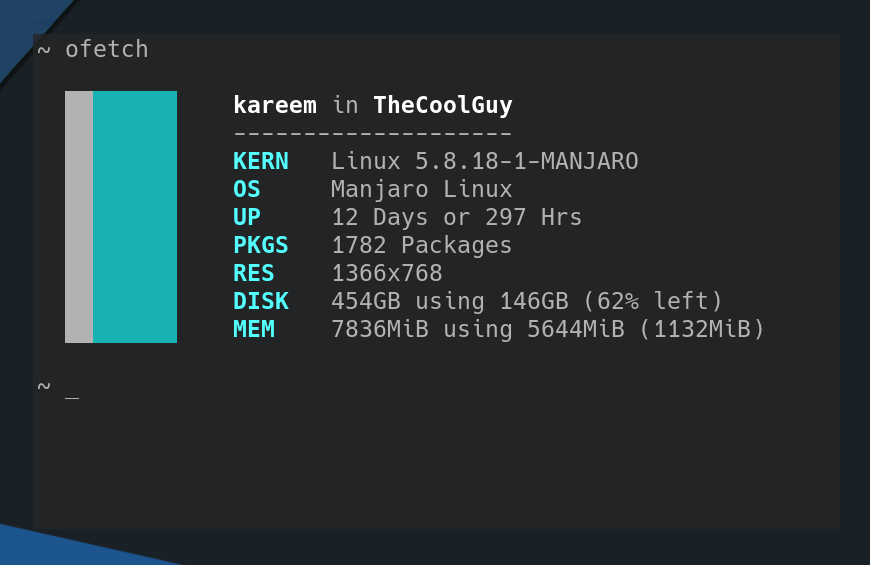 ~ ofetch
kareem in TheCoolGuy
--------------------
KERN Linux 5.8.18-1-MANJARO
OS Manjaro Linux
UP 12 Days or 297 Hrs
PKGS 1782 Packages
RES 1366x768
DISK 454GB using 146GB (62% left)
MEM 7836MiB using 5644MiB (1132MiB)
~ _